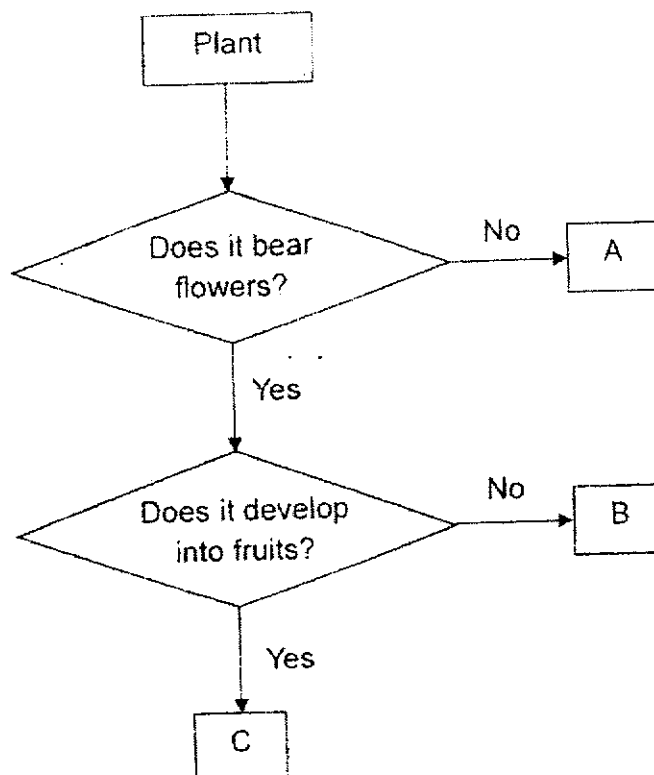 Plant
Does it bear
flowers?
No
A
Yes
Does it develop
into fruits?
No
B
Yes
C